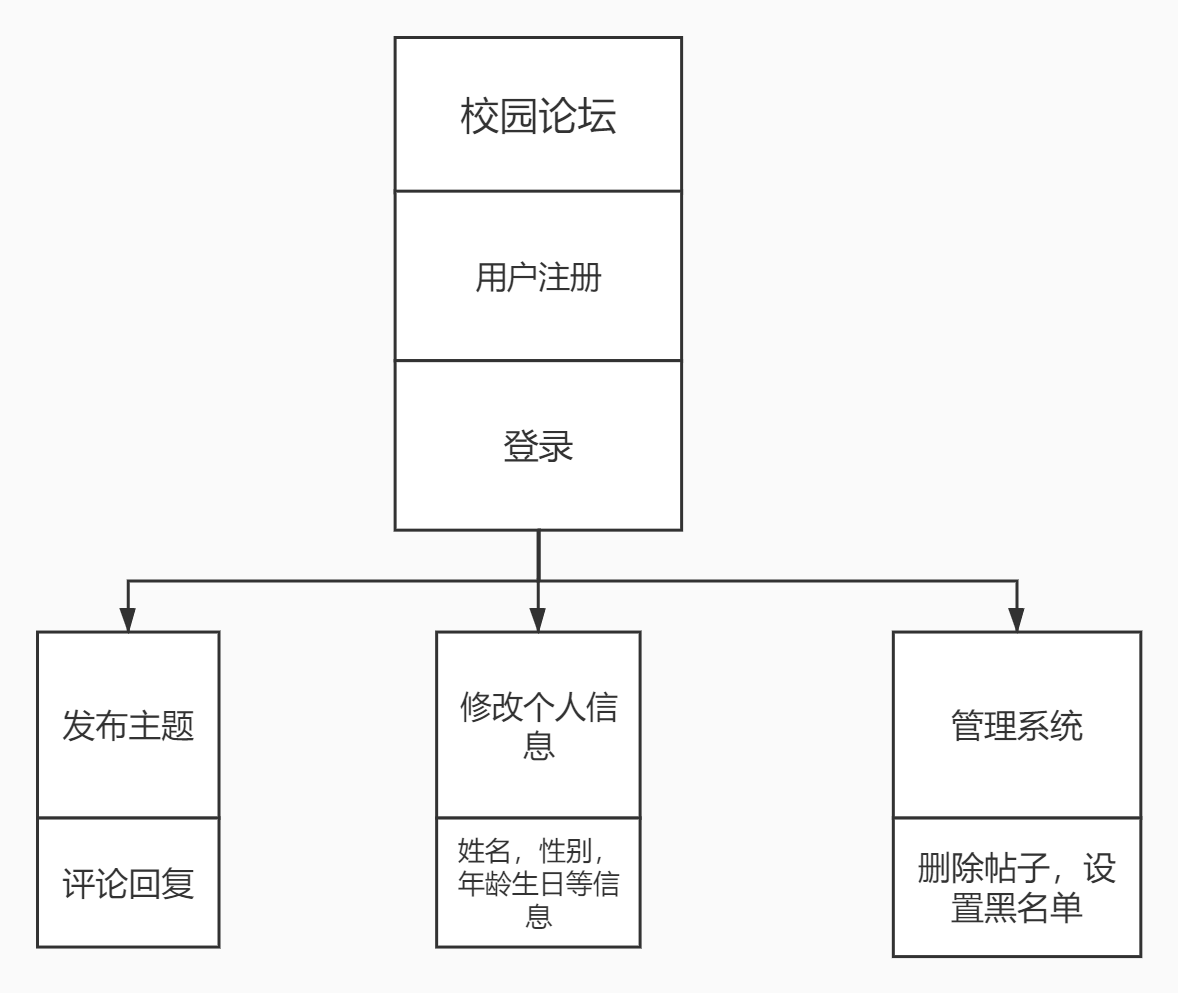 校园论坛
用户注册
登录
发布主题
评论回复
修改个人信
息
姓名，性别，
年龄生日等信
息
管理系统
删除帖子，设
置黑名单